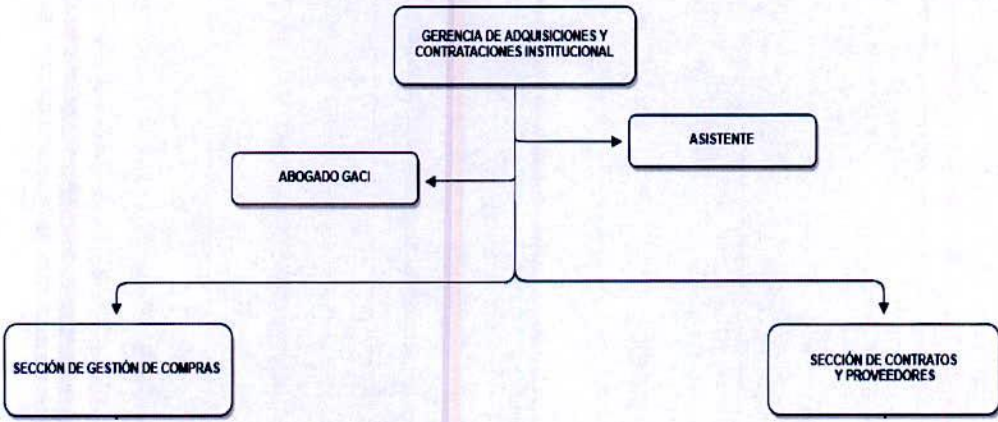 GERENCIA DE ADQUISICIONES Y
CONTRATACIONES INSTITUCIONAL
ASISTENTE
ABOGADO GACI
SECCIÓN DE GESTIÓN DE COMPRAS
SECCIÓN DE CONTRATOS
Y PROVEEDORES